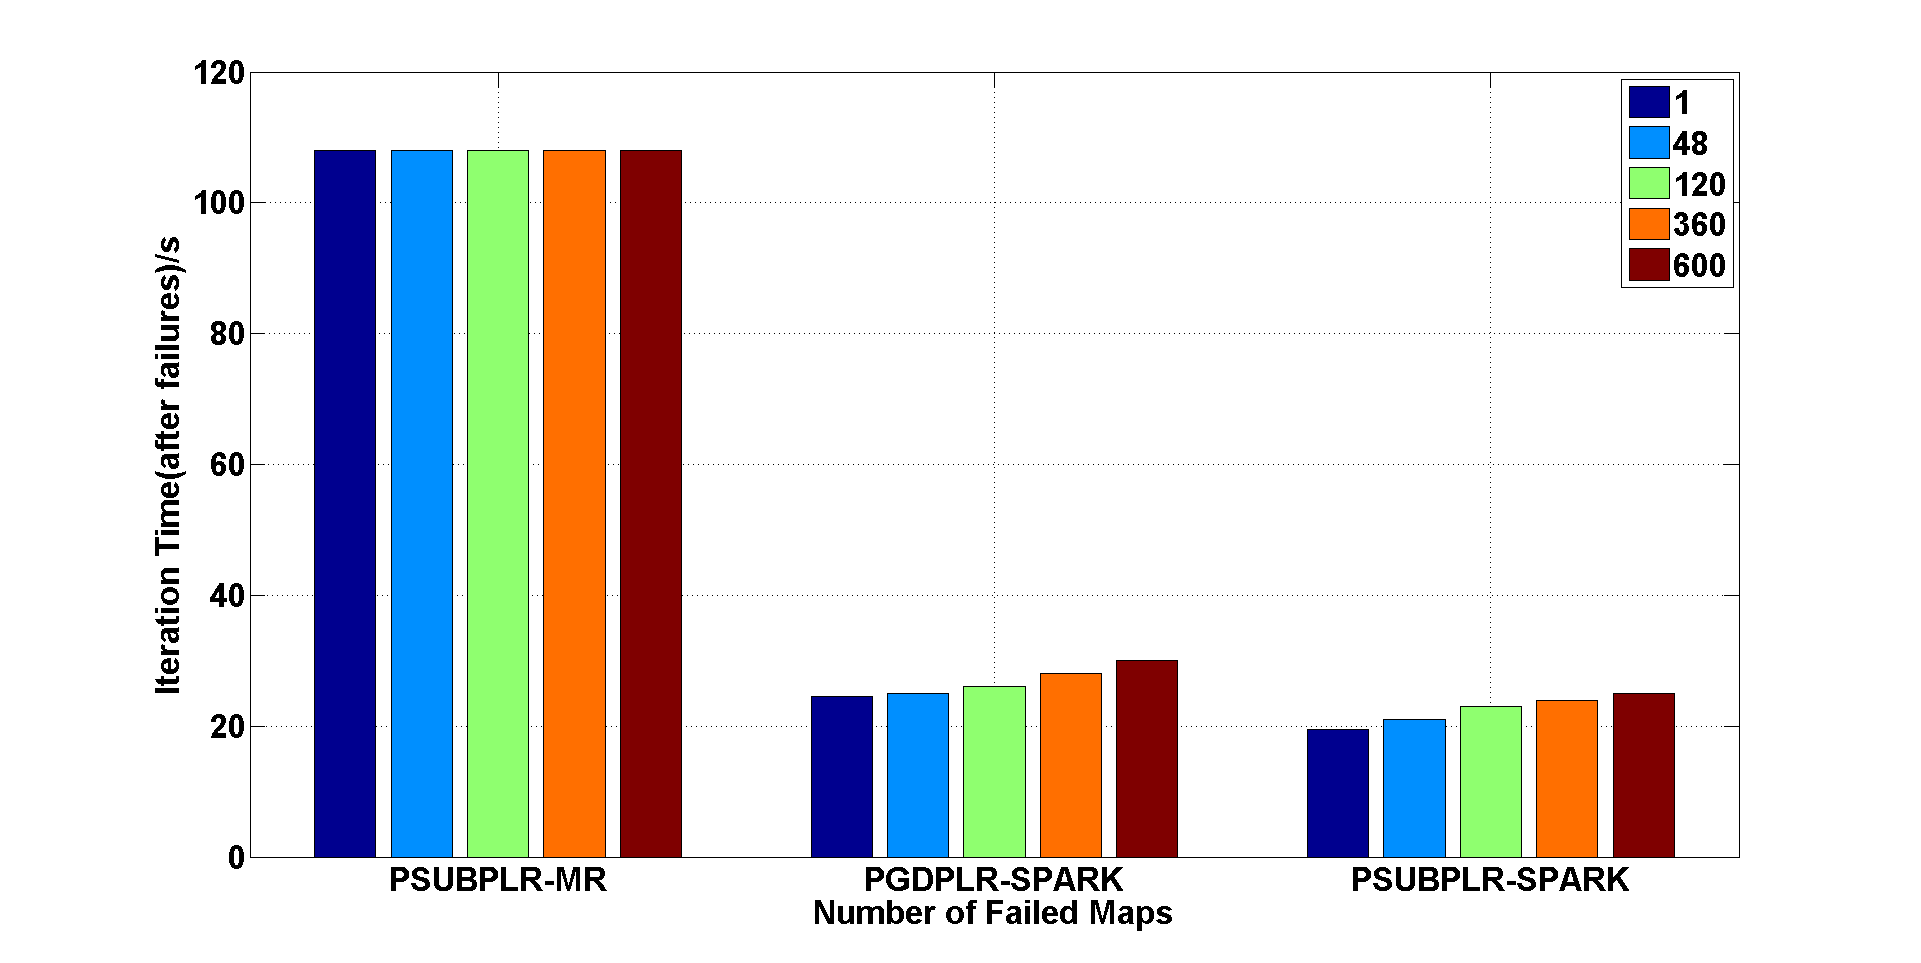 120
100
80
60
40
20
0
Iteration Time(after failures)/s
1
48
120
360
600
PSUBPLR-MR
PGDPLR-SPARK
PSUBPLR-SPARK
Number of Failed Maps